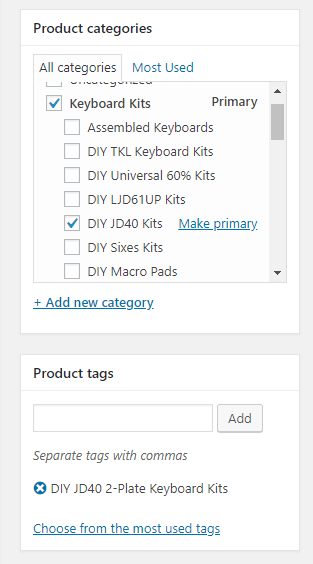 Product categories
All categories Most Used
Uncategorized
Keyboard Kits Primary
Assembled Keyboards
DIY TKL Keyboard Kits
DIY Universal 60% Kits
DIY LJD61UP Kits
DIY JD40 Kits Make primary
DIY Sixes Kits
DIY Macro Pads
+ Add new category
Product tags
Add
Separate tags with commas
DIY JD40 2-Plate Keyboard Kits
Choose from the most used tags